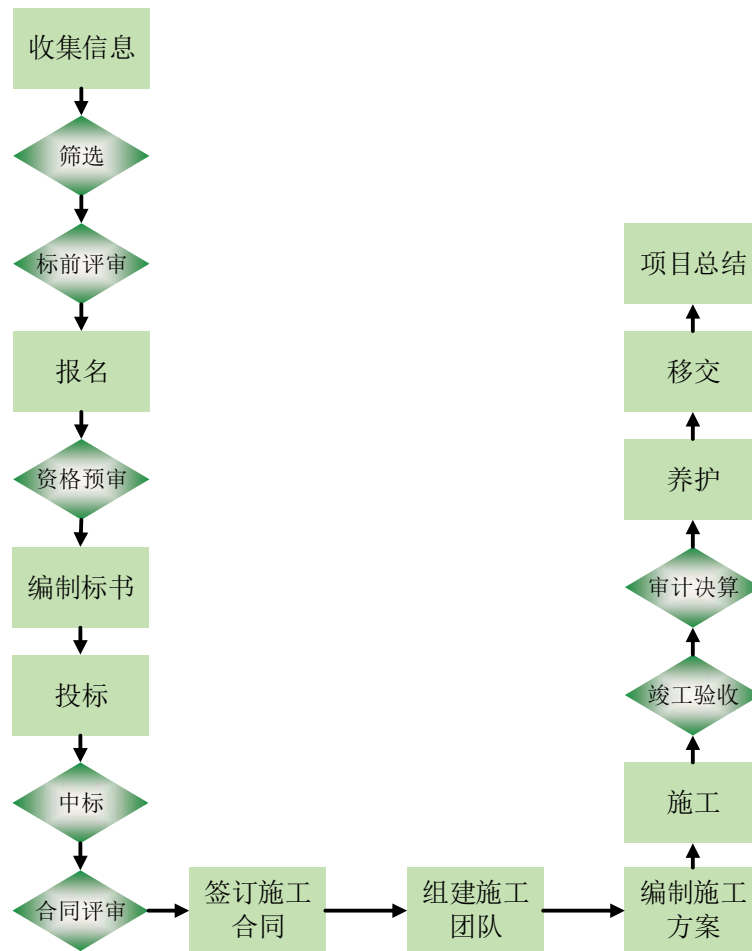 收集信息
筛选
标前评审
报名
资格预审
编制标书
投标
中标
合同评审
签订施工
合同
组建施工
团队
编制施工
方案
施工
竣工验收
审计决算
养护
移交
项目总结